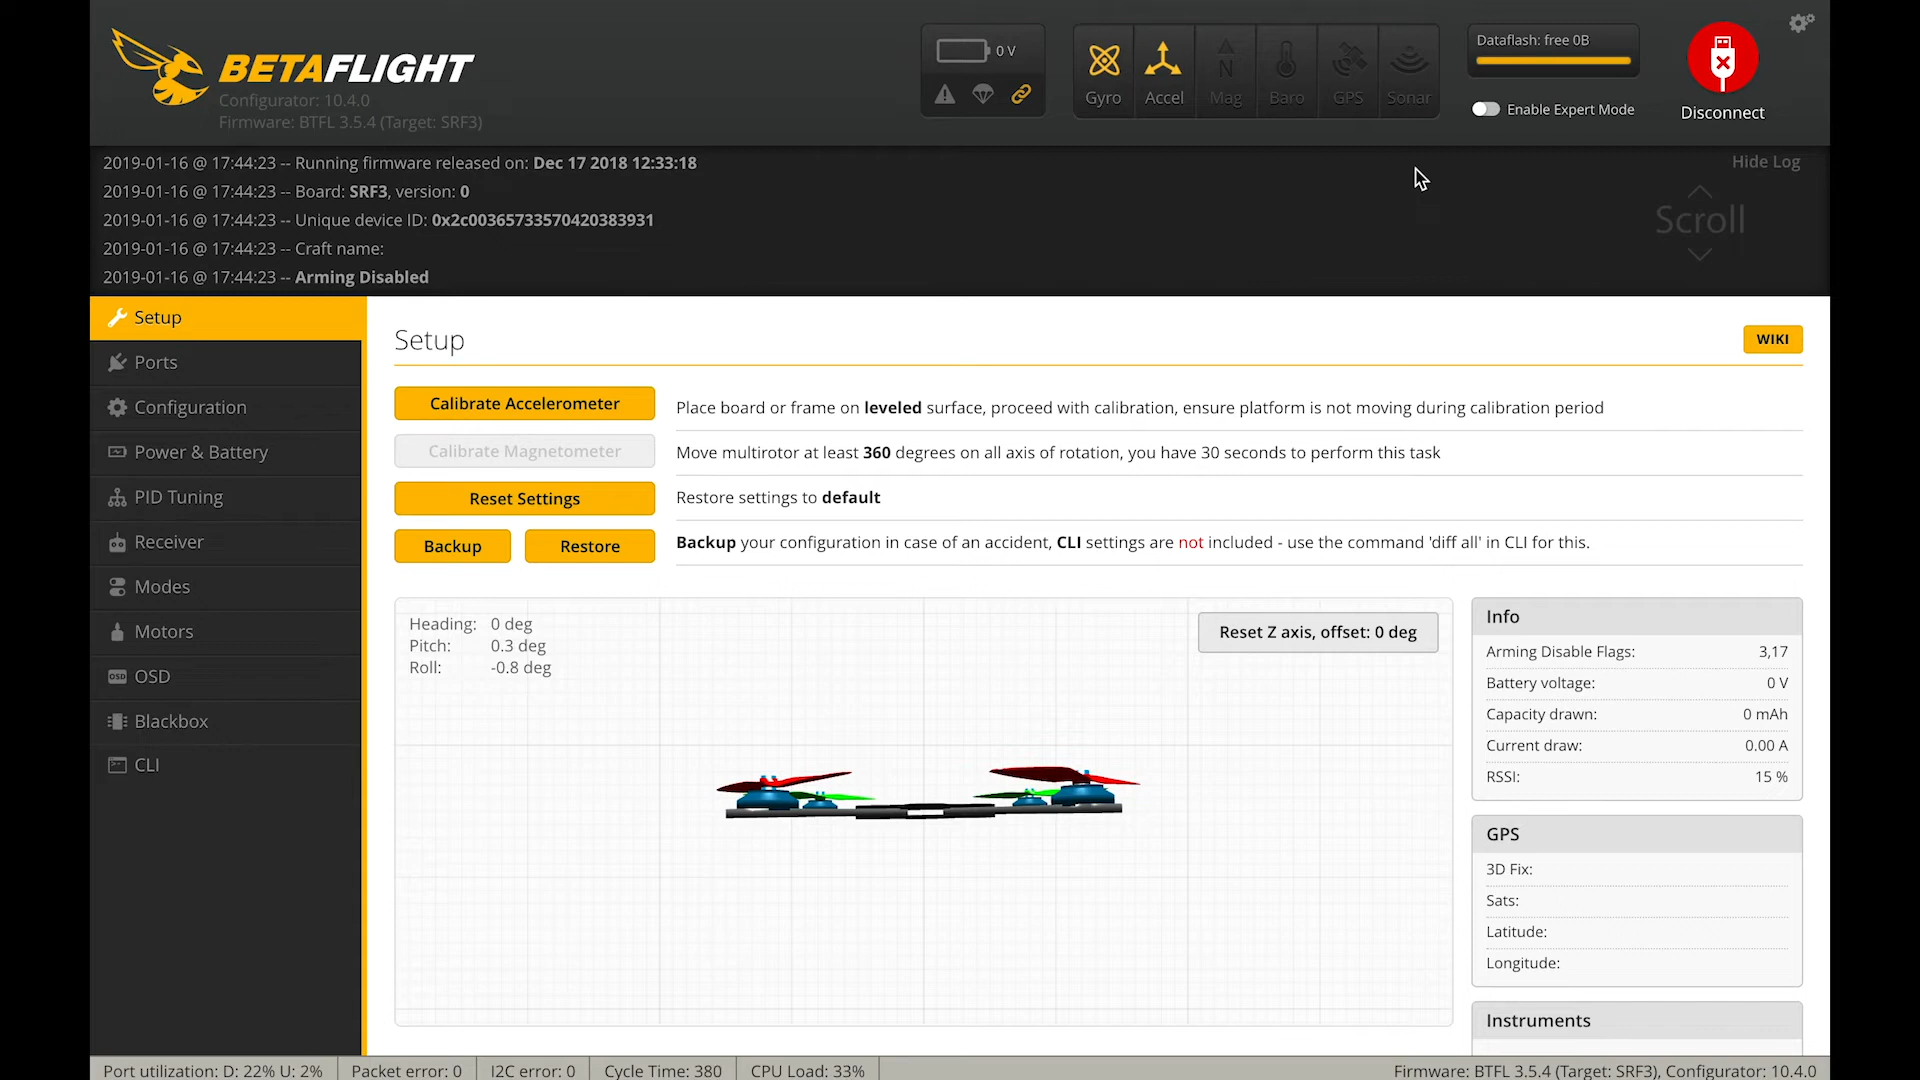 BETAFLIGHT
Configurator: 10.4.0
Firmware: BTFL 3.5.4 (Target: SRF3)
0 V
Gyro
Accel
Mag
Baro
GPS
Sonar
Dataflash: free 0B
Enable Expert Mode
Disconnect
2019-01-16 @ 17:44:23 -- Running firmware released on: Dec 17 2018 12:33:18
2019-01-16 @ 17:44:23 -- Board: SRF3, version: 0
2019-01-16 @ 17:44:23 -- Unique device ID: 0x2c00365733570420383931
2019-01-16 @ 17:44:23 -- Craft name:
2019-01-16 @ 17:44:23 -- Arming Disabled
Hide Log
Scroll
Setup
Ports
Configuration
Power & Battery
PID Tuning
Receiver
Modes
Motors
OSD OSD
Blackbox
CLI
Setup
WIKI
Calibrate Accelerometer
Place board or frame on leveled surface, proceed with calibration, ensure platform is not moving during calibration period
Calibrate Magnetometer
Move multirotor at least 360 degrees on all axis of rotation, you have 30 seconds to perform this task
Reset Settings
Restore settings to default
Backup
Restore
Backup your configuration in case of an accident, CLI settings are not included - use the command 'diff all' in CLI for this.
Heading: 0 deg
Pitch: 0.3 deg
Roll: -0.8 deg
Reset Z axis, offset: 0 deg
Info
Arming Disable Flags: 3,17
Battery voltage: 0 V
Capacity drawn: 0 mAh
Current draw: 0.00 A
RSSI: 15 %
GPS
3D Fix:
Sats:
Latitude:
Longitude:
Instruments
Port utilization: D: 22% U: 2%
Packet error: 0
I2C error: 0
Cycle Time: 380
CPU Load: 33%
Firmware: BTFL 3.5.4 (Target: SRF3), Configurator: 10.4.0